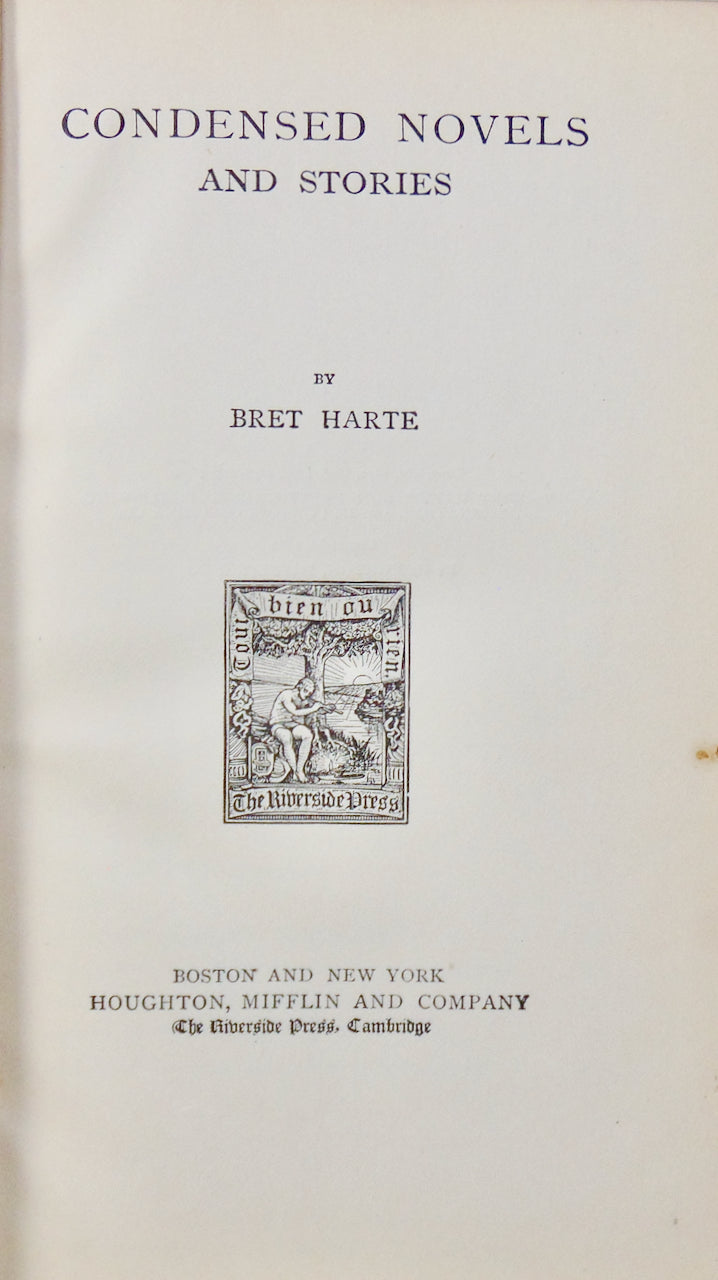 CONDENSED NOVELS
AND STORIES
BY
BRET HARTE
Tout bien ou rien.
The Riverside Press
BOSTON AND NEW YORK
HOUGHTON, MIFFLIN AND COMPANY
The Riverside Press, Cambridge